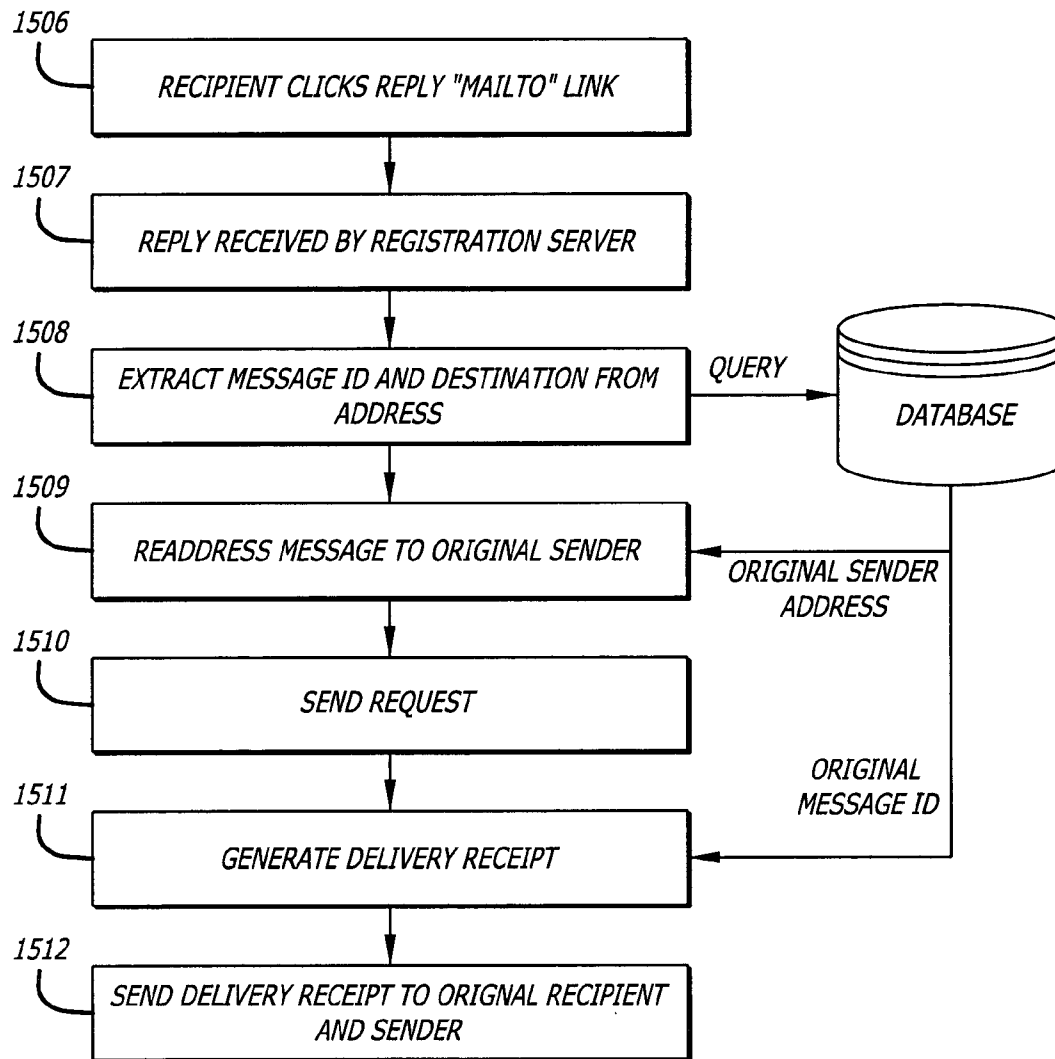 1506
RECIPIENT CLICKS REPLY "MAILTO" LINK
1507
REPLY RECEIVED BY REGISTRATION SERVER
1508
EXTRACT MESSAGE ID AND DESTINATION FROM
ADDRESS
QUERY
DATABASE
1509
READDRESS MESSAGE TO ORIGINAL SENDER
ORIGINAL SENDER
ADDRESS
1510
SEND REQUEST
ORIGINAL
MESSAGE ID
1511
GENERATE DELIVERY RECEIPT
1512
SEND DELIVERY RECEIPT TO ORIGNAL RECIPIENT
AND SENDER